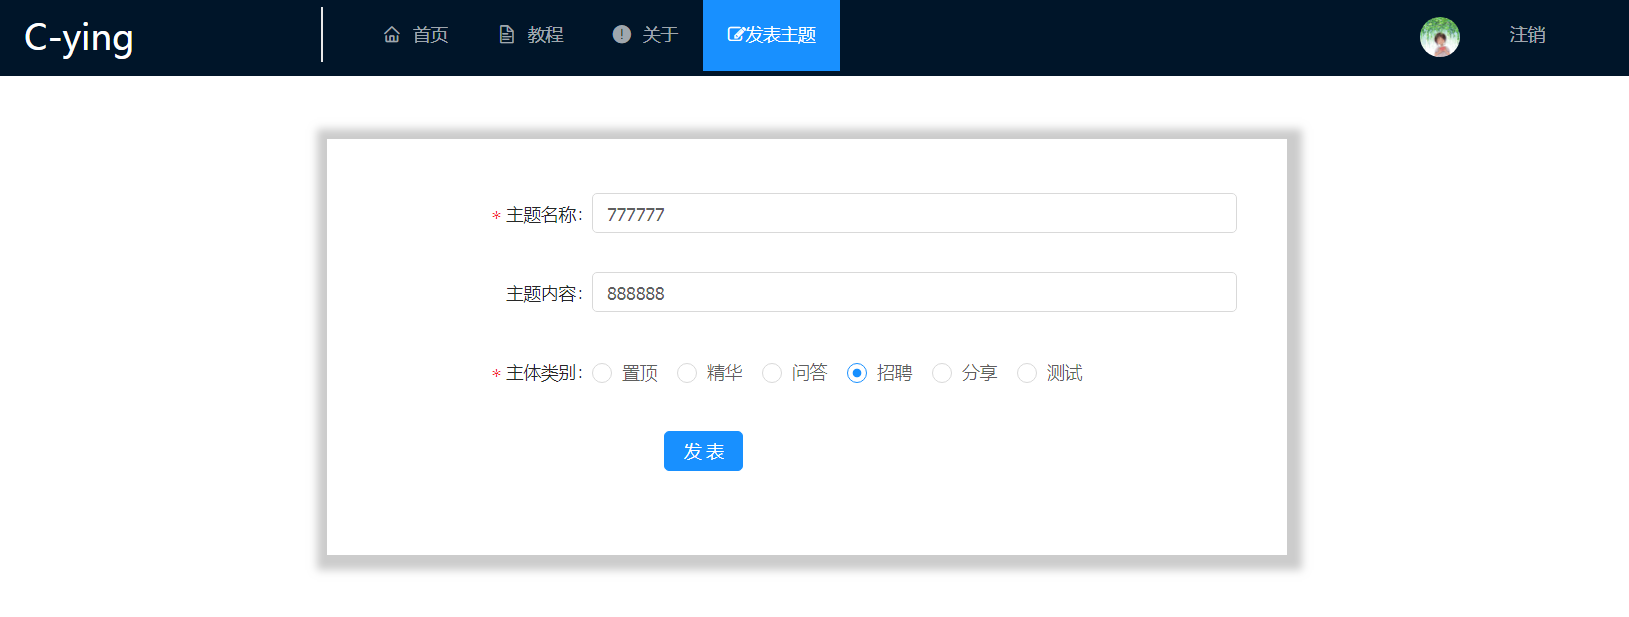 C-ying 首页 教程 关于 发表主题 注销
* 主题名称: 777777
主题内容: 888888
* 主体类别: 置顶 精华 问答 招聘 分享 测试
发表